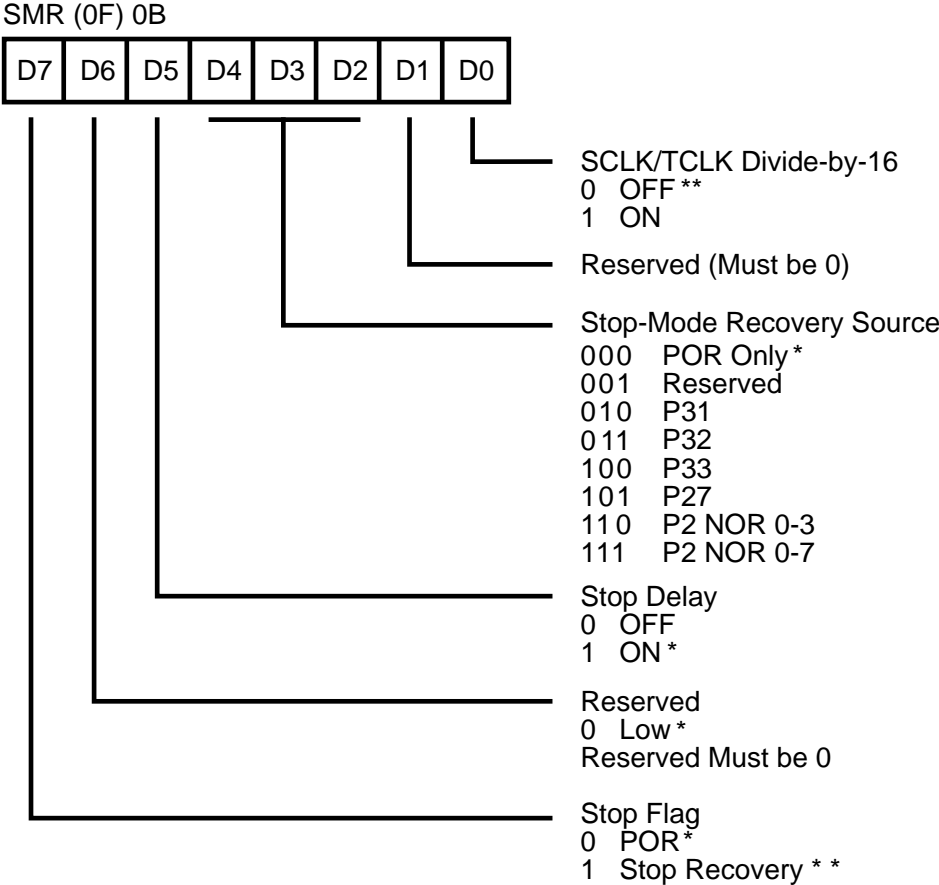 SMR (0F) 0B
D7 D6 D5 D4 D3 D2 D1 D0
SCLK/TCLK Divide-by-16
0 OFF **
1 ON
Reserved (Must be 0)
Stop-Mode Recovery Source
000 POR Only *
001 Reserved
010 P31
011 P32
100 P33
101 P27
110 P2 NOR 0-3
111 P2 NOR 0-7
Stop Delay
0 OFF
1 ON *
Reserved
0 Low *
Reserved Must be 0
Stop Flag
0 POR *
1 Stop Recovery * *